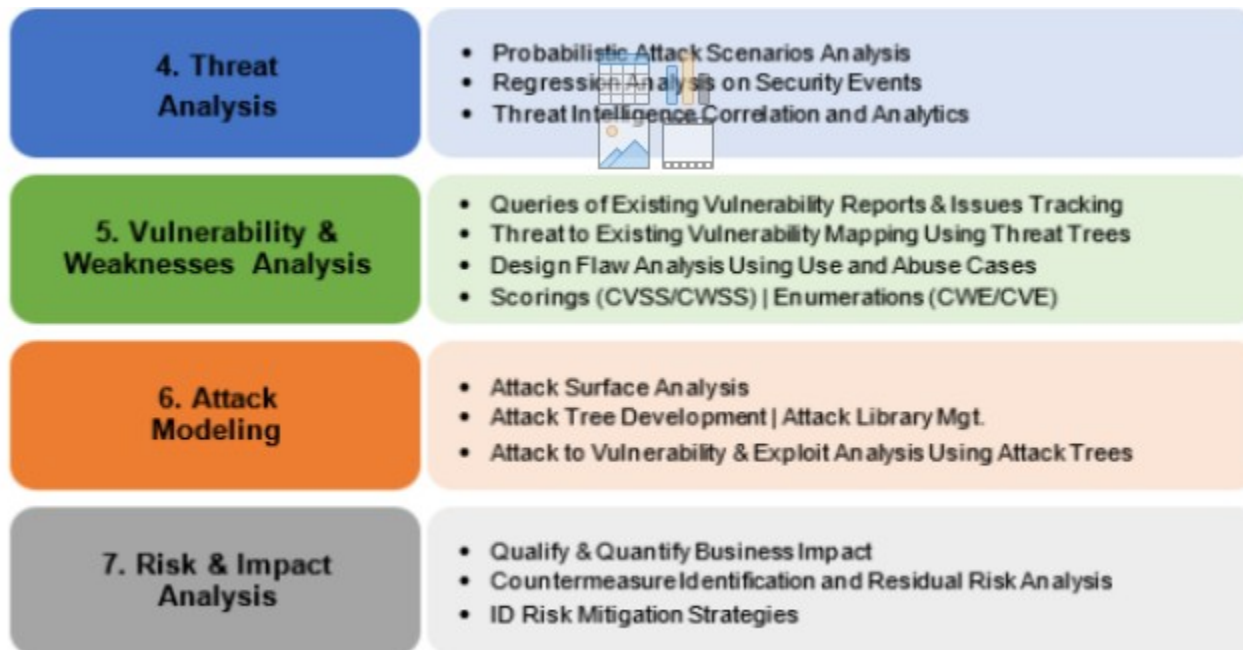 4. Threat
Analysis
• Probabilistic Attack Scenarios Analysis
• Regression Analysis on Security Events
• Threat Intelligence Correlation and Analytics
5. Vulnerability &
Weaknesses Analysis
• Queries of Existing Vulnerability Reports & Issues Tracking
• Threat to Existing Vulnerability Mapping Using Threat Trees
• Design Flaw Analysis Using Use and Abuse Cases
• Scorings (CVSS/CWSS) | Enumerations (CWE/CVE)
6. Attack
Modeling
• Attack Surface Analysis
• Attack Tree Development | Attack Library Mgt.
• Attack to Vulnerability & Exploit Analysis Using Attack Trees
7. Risk & Impact
Analysis
• Qualify & Quantify Business Impact
• Countermeasure Identification and Residual Risk Analysis
• ID Risk Mitigation Strategies